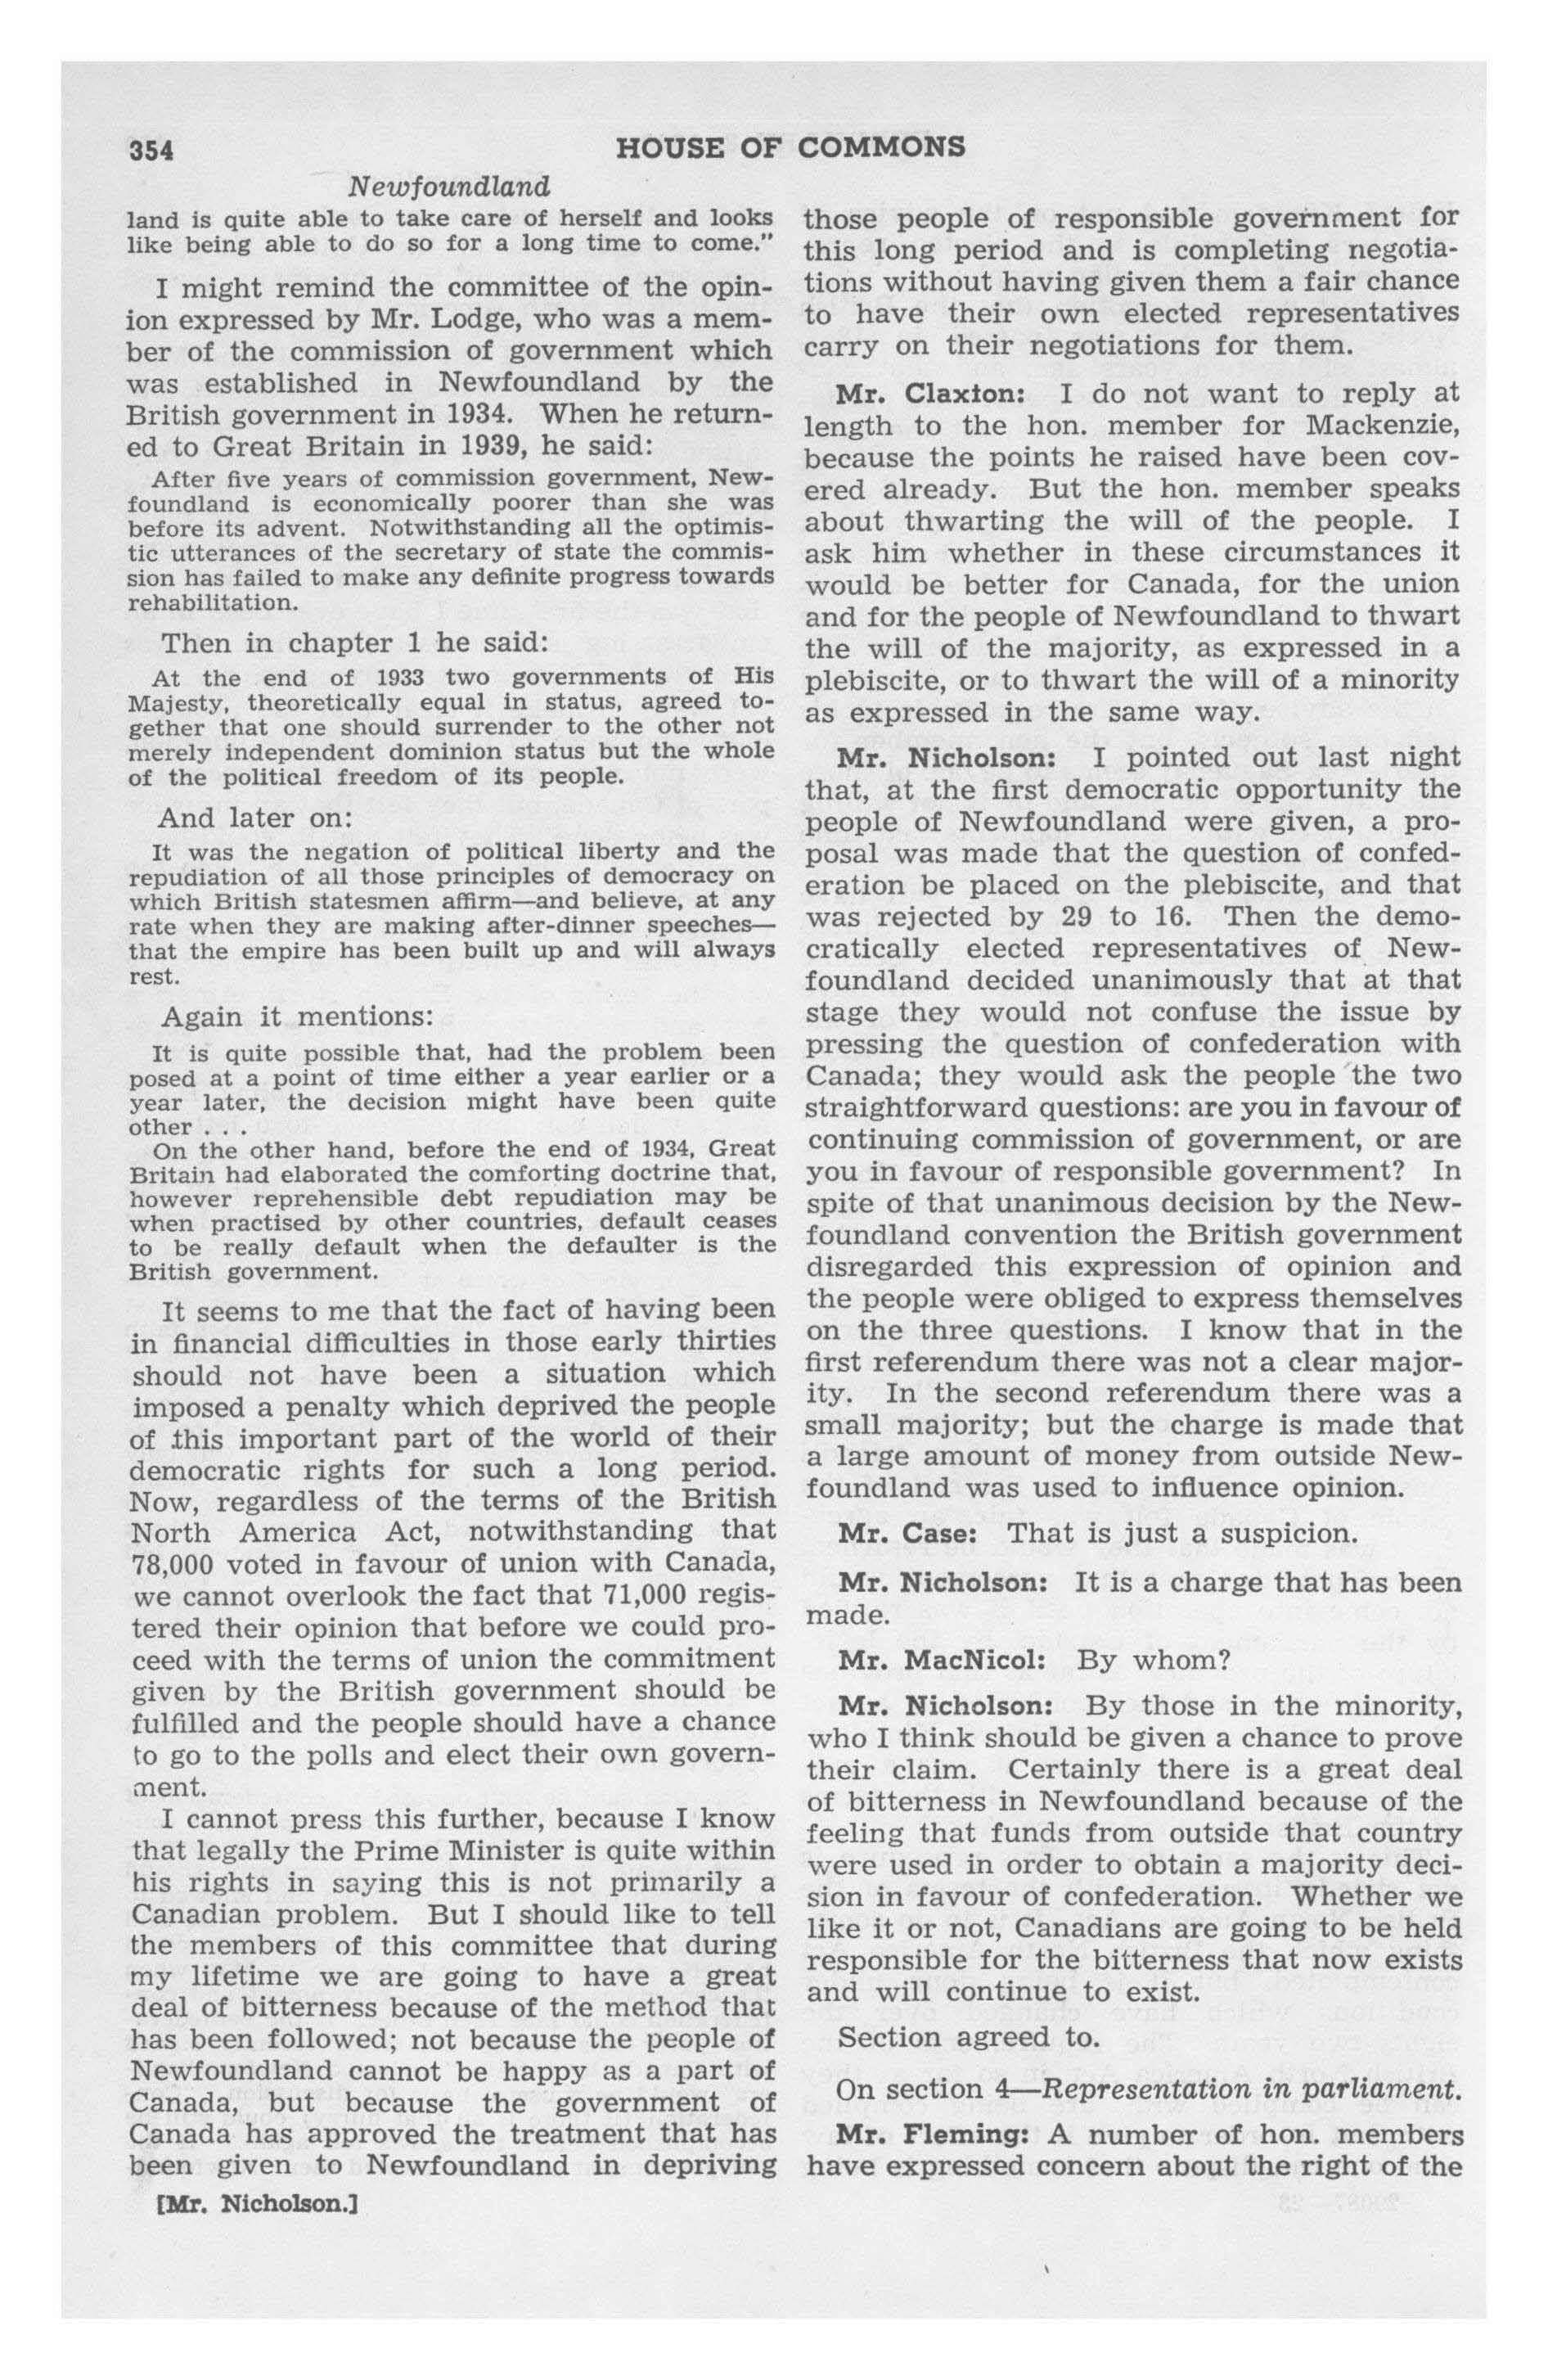 354
HOUSE OF COMMONS
Newfoundland
land is quite able to take care of herself and looks
like being able to do so for a long time to come."
I might remind the committee of the opin-
ion expressed by Mr. Lodge, who was a mem-
ber of the commission of government which
was established in Newfoundland by the
British government in 1934. When he return-
ed to Great Britain in 1939, he said:
After five years of commission government, New-
foundland is economically poorer than she was
before its advent. Notwithstanding all the optimis-
tic utterances of the secretary of state the commis-
sion has failed to make any definite progress towards
rehabilitation.
Then in chapter 1 he said:
At the end of 1933 two governments of His
Majesty, theoretically equal in status, agreed to-
gether that one should surrender to the other not
merely independent dominion status but the whole
of the political freedom of its people.
And later on:
It was the negation of political liberty and the
repudiation of all those principles of democracy on
which British statesmen affirm—and believe, at any
rate when they are making after-dinner speeches—
that the empire has been built up and will always
rest.
Again it mentions:
It is quite possible that, had the problem been
posed at a point of time either a year earlier or a
year later, the decision might have been quite
other . . .
On the other hand, before the end of 1934, Great
Britain had elaborated the comforting doctrine that,
however reprehensible debt repudiation may be
when practised by other countries, default ceases
to be really default when the defaulter is the
British government.
It seems to me that the fact of having been
in financial difficulties in those early thirties
should not have been a situation which
imposed a penalty which deprived the people
of this important part of the world of their
democratic rights for such a long period.
Now, regardless of the terms of the British
North America Act, notwithstanding that
78,000 voted in favour of union with Canada,
we cannot overlook the fact that 71,000 regis-
tered their opinion that before we could pro-
ceed with the terms of union the commitment
given by the British government should be
fulfilled and the people should have a chance
to go to the polls and elect their own govern-
ment.
I cannot press this further, because I know
that legally the Prime Minister is quite within
his rights in saying this is not primarily a
Canadian problem. But I should like to tell
the members of this committee that during
my lifetime we are going to have a great
deal of bitterness because of the method that
has been followed; not because the people of
Newfoundland cannot be happy as a part of
Canada, but because the government of
Canada has approved the treatment that has
been given to Newfoundland in depriving
[Mr. Nicholson.]
those people of responsible government for
this long period and is completing negotia-
tions without having given them a fair chance
to have their own elected representatives
carry on their negotiations for them.
Mr. Claxton: I do not want to reply at
length to the hon. member for Mackenzie,
because the points he raised have been cov-
ered already. But the hon. member speaks
about thwarting the will of the people. I
ask him whether in these circumstances it
would be better for Canada, for the union
and for the people of Newfoundland to thwart
the will of the majority, as expressed in a
plebiscite, or to thwart the will of a minority
as expressed in the same way.
Mr. Nicholson: I pointed out last night
that, at the first democratic opportunity the
people of Newfoundland were given, a pro-
posal was made that the question of confed-
eration be placed on the plebiscite, and that
was rejected by 29 to 16. Then the demo-
cratically elected representatives of New-
foundland decided unanimously that at that
stage they would not confuse the issue by
pressing the question of confederation with
Canada; they would ask the people the two
straightforward questions: are you in favour of
continuing commission of government, or are
you in favour of responsible government? In
spite of that unanimous decision by the New-
foundland convention the British government
disregarded this expression of opinion and
the people were obliged to express themselves
on the three questions. I know that in the
first referendum there was not a clear major-
ity. In the second referendum there was a
small majority; but the charge is made that
a large amount of money from outside New-
foundland was used to influence opinion.
Mr. Case: That is just a suspicion.
Mr. Nicholson: It is a charge that has been
made.
Mr. MacNicol: By whom?
Mr. Nicholson: By those in the minority,
who I think should be given a chance to prove
their claim. Certainly there is a great deal
of bitterness in Newfoundland because of the
feeling that funds from outside that country
were used in order to obtain a majority deci-
sion in favour of confederation. Whether we
like it or not, Canadians are going to be held
responsible for the bitterness that now exists
and will continue to exist.
Section agreed to.
On section 4—Representation in parliament.
Mr. Fleming: A number of hon. members
have expressed concern about the right of the